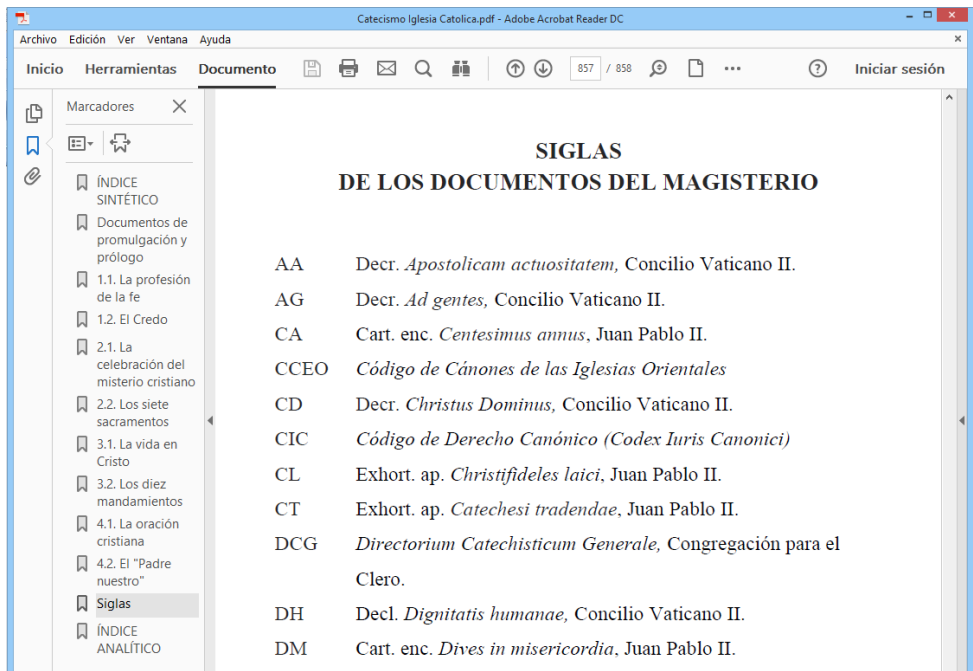 Catecismo Iglesia Catolica.pdf - Adobe Acrobat Reader DC
Archivo Edición Ver Ventana Ayuda
Inicio Herramientas Documento 857 / 858 Iniciar sesión
Marcadores
ÍNDICE
SINTÉTICO
Documentos de
promulgación y
prólogo
1.1. La profesión
de la fe
1.2. El Credo
2.1. La
celebración del
misterio cristiano
2.2. Los siete
sacramentos
3.1. La vida en
Cristo
3.2. Los diez
mandamientos
4.1. La oración
cristiana
4.2. El "Padre
nuestro"
Siglas
ÍNDICE
ANALÍTICO
SIGLAS
DE LOS DOCUMENTOS DEL MAGISTERIO
AA Decr. Apostolicam actuositatem, Concilio Vaticano II.
AG Decr. Ad gentes, Concilio Vaticano II.
CA Cart. enc. Centesimus annus, Juan Pablo II.
CCEO Código de Cánones de las Iglesias Orientales
CD Decr. Christus Dominus, Concilio Vaticano II.
CIC Código de Derecho Canónico (Codex Iuris Canonici)
CL Exhort. ap. Christifideles laici, Juan Pablo II.
CT Exhort. ap. Catechesi tradendae, Juan Pablo II.
DCG Directorium Catechisticum Generale, Congregación para el
Clero.
DH Decl. Dignitatis humanae, Concilio Vaticano II.
DM Cart. enc. Dives in misericordia, Juan Pablo II.